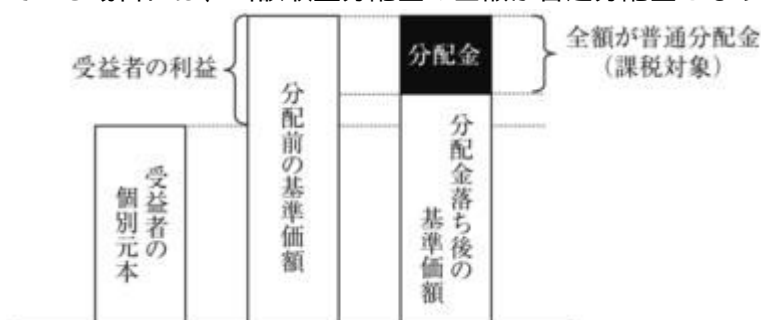 受益者の利益
分配金
全額が普通分配金
(課税対象)
受益者の
個別元本
分配前の基準価額
分配金落ち後の
基準価額